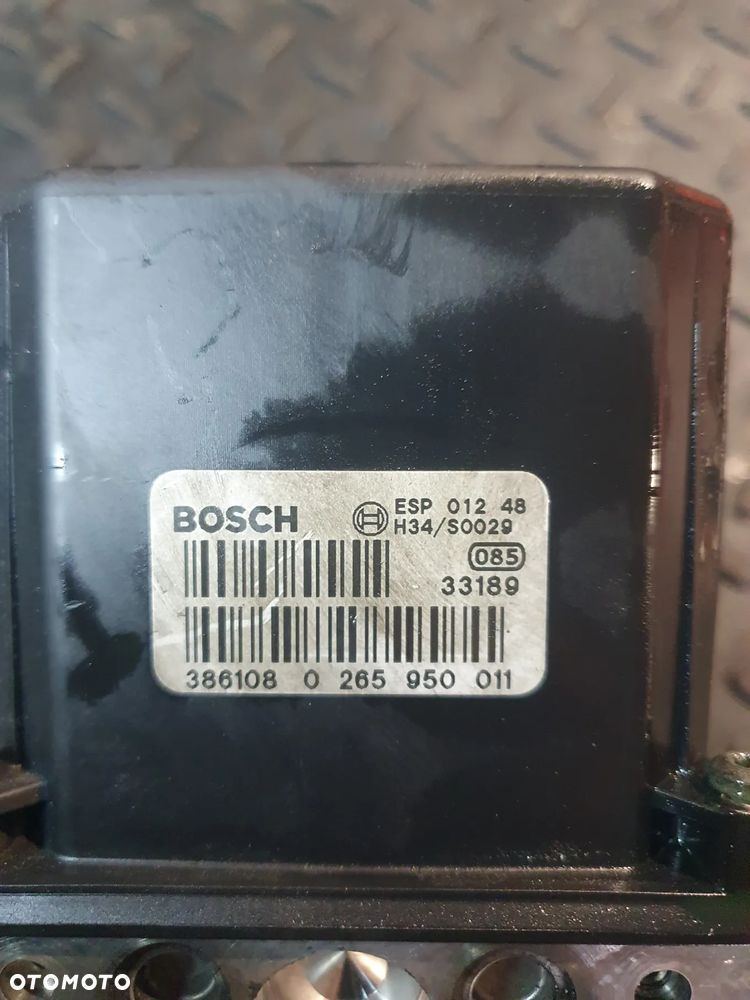 BOSCH ESP 012 48
H34/S0029
085
33189
386108 0 265 950 011
OTOMOTO